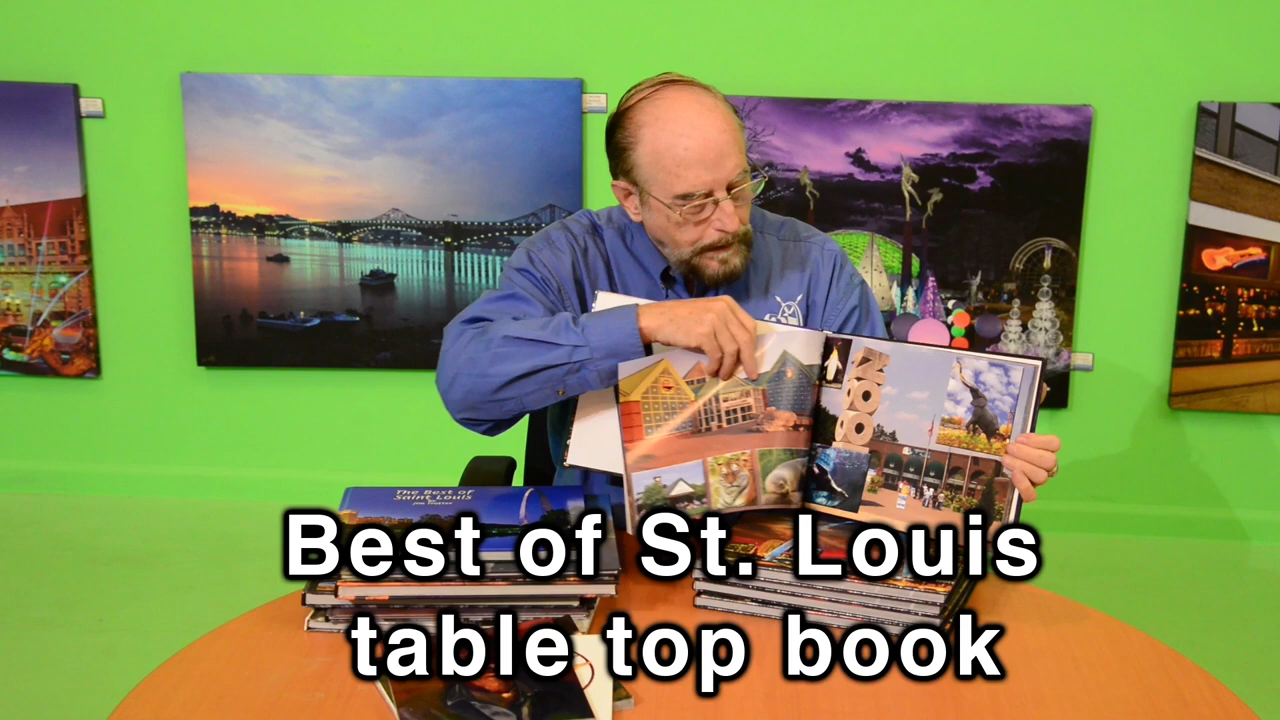 ZOO
The Best of
Saint Louis
Best of St. Louis
table top book